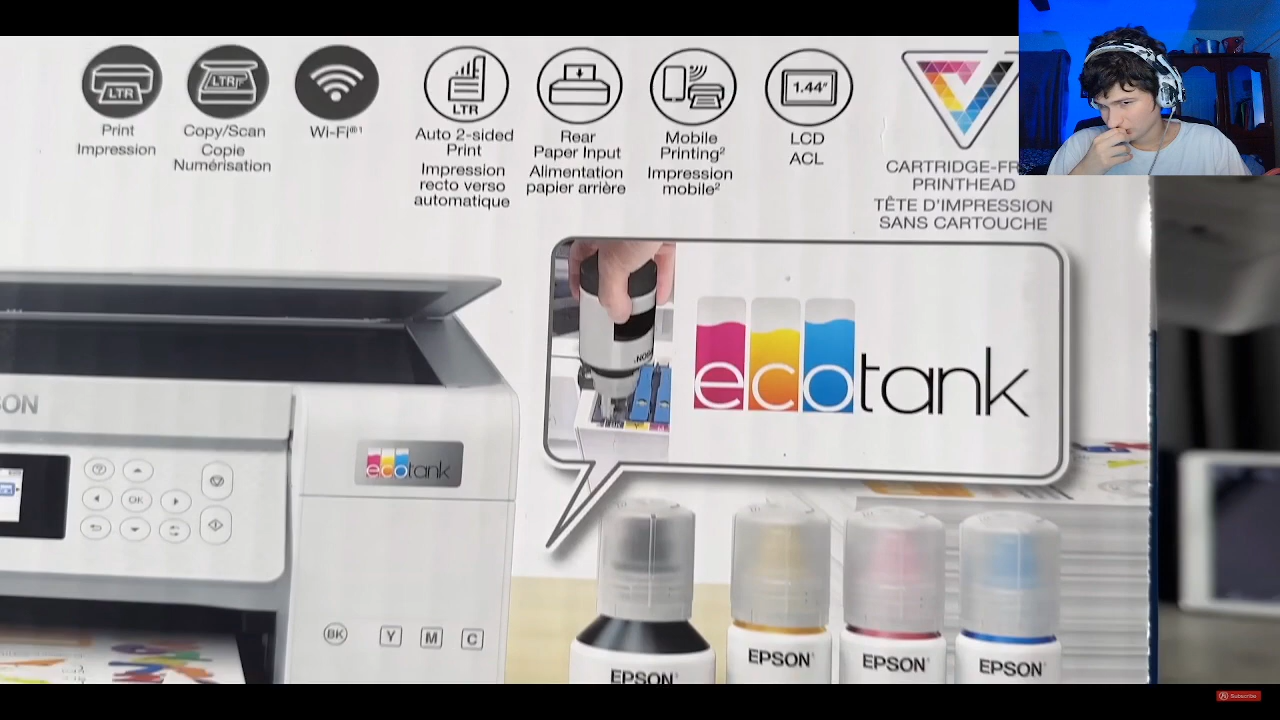 LTR
Print
Impression
LTR
Copy/Scan
Copie
Numérisation
Wi-Fi®1
LTR
Auto 2-sided
Print
Impression
recto verso
automatique
Rear
Paper Input
Alimentation
papier arrière
Mobile
Printing²
Impression
mobile²
1.44"
LCD
ACL
CARTRIDGE-FR
PRINTHEAD
TÊTE D'IMPRESSION
SANS CARTOUCHE
ecotank
SON
ecotank
OK
BK Y M C
EPSON
EPSON
EPSON
EPSON
Subscribe